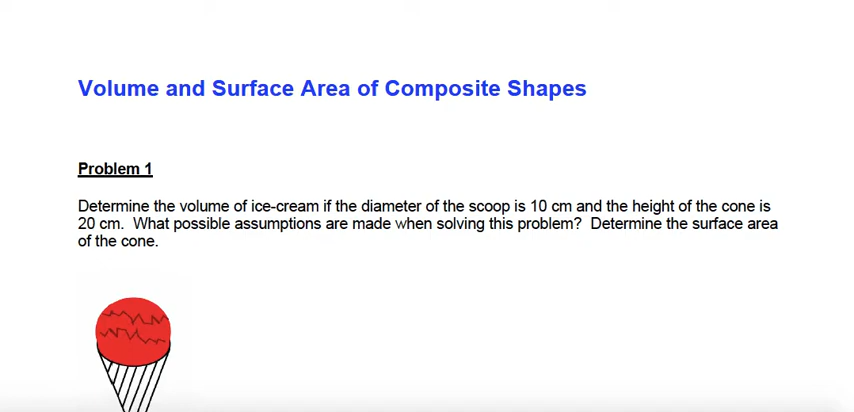 Volume and Surface Area of Composite Shapes
Problem 1
Determine the volume of ice-cream if the diameter of the scoop is 10 cm and the height of the cone is
20 cm.  What possible assumptions are made when solving this problem?  Determine the surface area
of the cone.